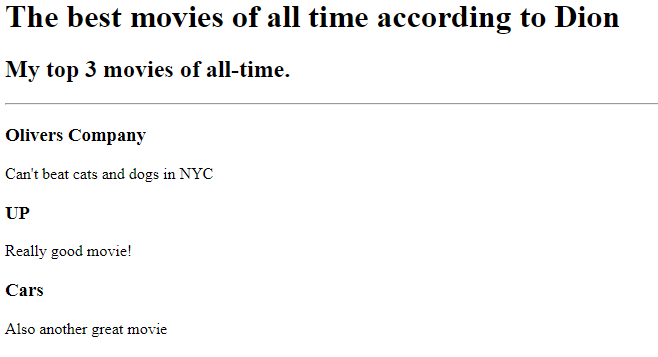 The best movies of all time according to Dion
My top 3 movies of all-time.
Olivers Company
Can't beat cats and dogs in NYC
UP
Really good movie!
Cars
Also another great movie